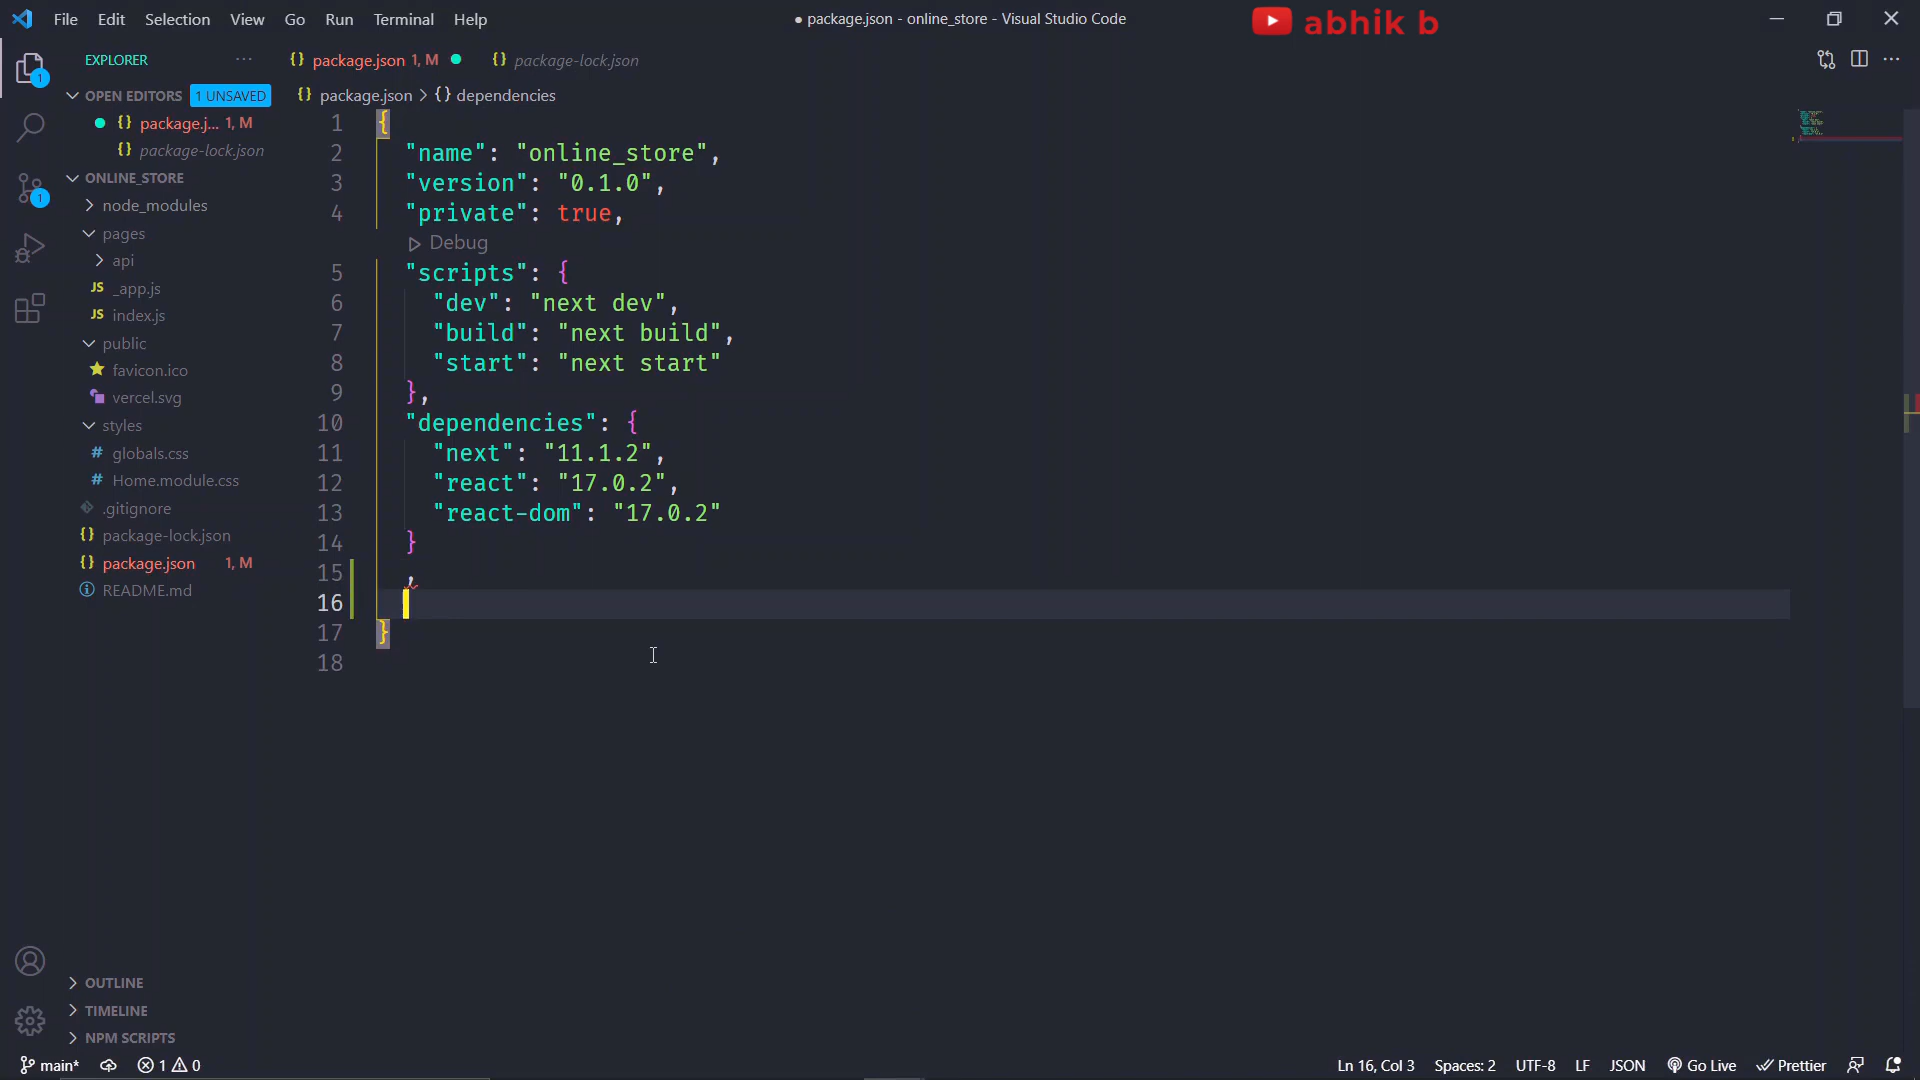 File Edit Selection View Go Run Terminal Help
● package.json - online_store - Visual Studio Code
abhik b
EXPLORER ···
{} package.json 1, M ● {} package-lock.json
OPEN EDITORS 1 UNSAVED
{} package.json > {} dependencies
{} package.j... 1, M
{} package-lock.json
ONLINE_STORE
node_modules
pages
api
JS _app.js
JS index.js
public
favicon.ico
vercel.svg
styles
# globals.css
# Home.module.css
.gitignore
{} package-lock.json
{} package.json 1, M
README.md
1 {
2 "name": "online_store",
3 "version": "0.1.0",
4 "private": true,
Debug
5 "scripts": {
6 "dev": "next dev",
7 "build": "next build",
8 "start": "next start"
9 },
10 "dependencies": {
11 "next": "11.1.2",
12 "react": "17.0.2",
13 "react-dom": "17.0.2"
14 }
15 ,
16
17 }
18
1
1
OUTLINE
TIMELINE
NPM SCRIPTS
main* 1 0
Ln 16, Col 3 Spaces: 2 UTF-8 LF JSON Go Live Prettier